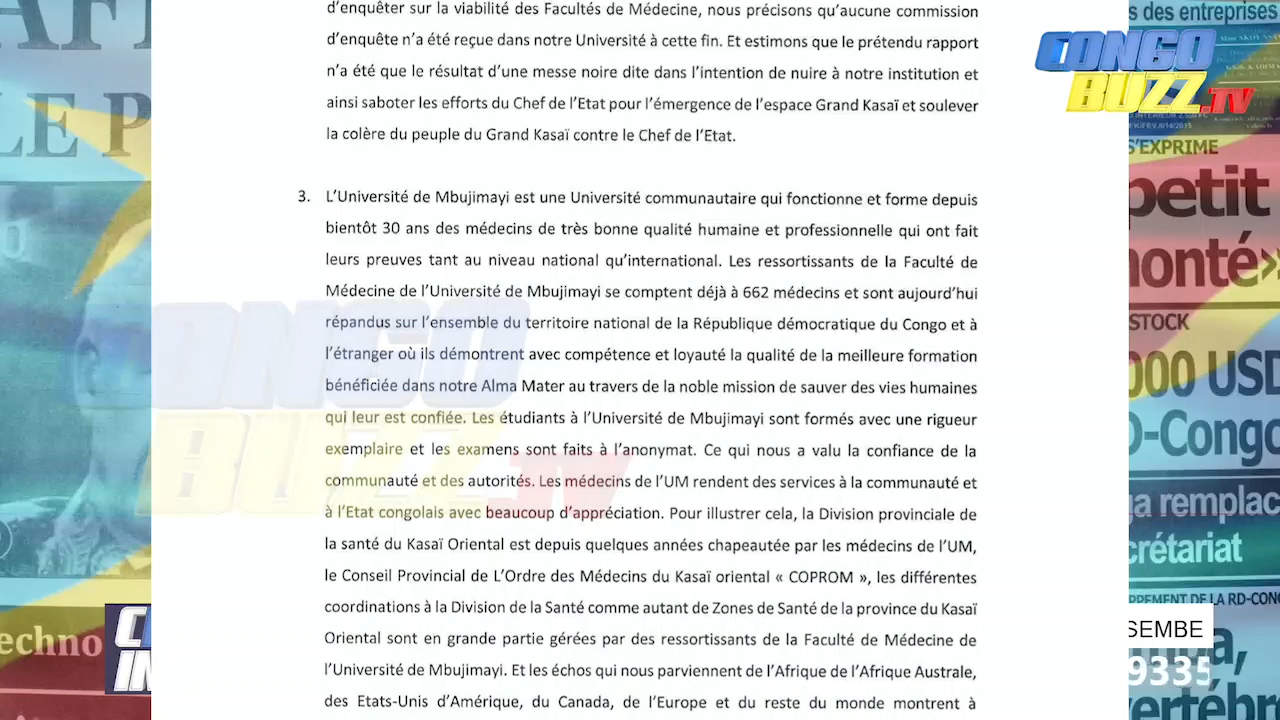 d'enquêter sur la viabilité des Facultés de Médecine, nous précisons qu'aucune commission
d'enquête n'a été reçue dans notre Université à cette fin. Et estimons que le prétendu rapport
n'a été que le résultat d'une messe noire dite dans l'intention de nuire à notre institution et
ainsi saboter les efforts du Chef de l'Etat pour l'émergence de l'espace Grand Kasaï et soulever
la colère du peuple du Grand Kasaï contre le Chef de l'Etat.
3. L'Université de Mbujimayi est une Université communautaire qui fonctionne et forme depuis
bientôt 30 ans des médecins de très bonne qualité humaine et professionnelle qui ont fait
leurs preuves tant au niveau national qu'international. Les ressortissants de la Faculté de
Médecine de l'Université de Mbujimayi se comptent déjà à 662 médecins et sont aujourd'hui
répandus sur l'ensemble du territoire national de la République démocratique du Congo et à
l'étranger où ils démontrent avec compétence et loyauté la qualité de la meilleure formation
bénéficiée dans notre Alma Mater au travers de la noble mission de sauver des vies humaines
qui leur est confiée. Les étudiants à l'Université de Mbujimayi sont formés avec une rigueur
exemplaire et les examens sont faits à l'anonymat. Ce qui nous a valu la confiance de la
communauté et des autorités. Les médecins de l'UM rendent des services à la communauté et
à l'Etat congolais avec beaucoup d'appréciation. Pour illustrer cela, la Division provinciale de
la santé du Kasaï Oriental est depuis quelques années chapeautée par les médecins de l'UM,
le Conseil Provincial de L'Ordre des Médecins du Kasaï oriental « COPROM », les différentes
coordinations à la Division de la Santé comme autant de Zones de Santé de la province du Kasaï
Oriental sont en grande partie gérées par des ressortissants de la Faculté de Médecine de
l'Université de Mbujimayi. Et les échos qui nous parviennent de l'Afrique de l'Afrique Australe,
des Etats-Unis d'Amérique, du Canada, de l'Europe et du reste du monde montrent à
CONGO
BUZZ.TV
CONGO
BUZZ.TV
s des entreprises
S'EXPRIME
petit
onté»
STOCK
000 USD
D-Congo
ga remplac
crétariat
PPEMENT DE LA RD-CONG
SEMBE
9335
vertébr
echno